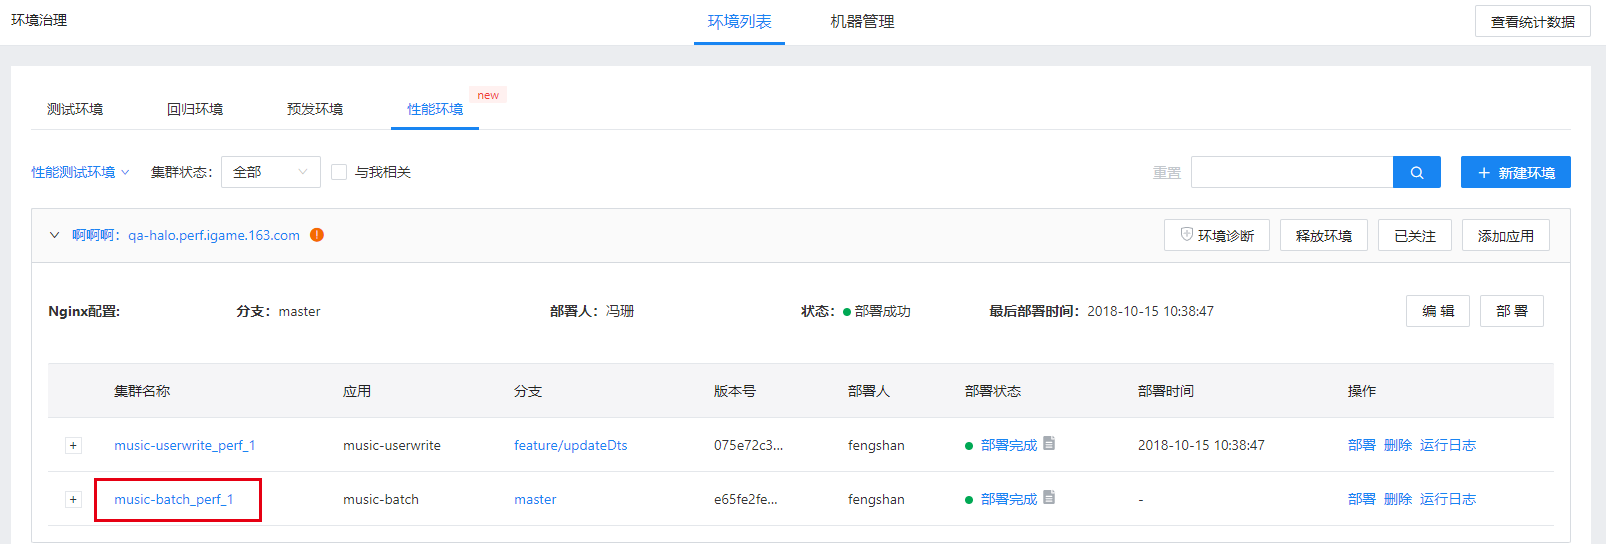 环境治理 环境列表 机器管理 查看统计数据
测试环境 回归环境 预发环境 性能环境 new
性能测试环境 集群状态： 全部 与我相关 重置 新建环境
啊啊啊：qa-halo.perf.igame.163.com 环境诊断 释放环境 已关注 添加应用
Nginx配置: 分支：master 部署人：冯珊 状态：部署成功 最后部署时间：2018-10-15 10:38:47 编 辑 部 署
集群名称 应用 分支 版本号 部署人 部署状态 部署时间 操作
+ music-userwrite_perf_1 music-userwrite feature/updateDts 075e72c3... fengshan 部署完成 2018-10-15 10:38:47 部署 删除 运行日志
+ music-batch_perf_1 music-batch master e65fe2fe... fengshan 部署完成 - 部署 删除 运行日志